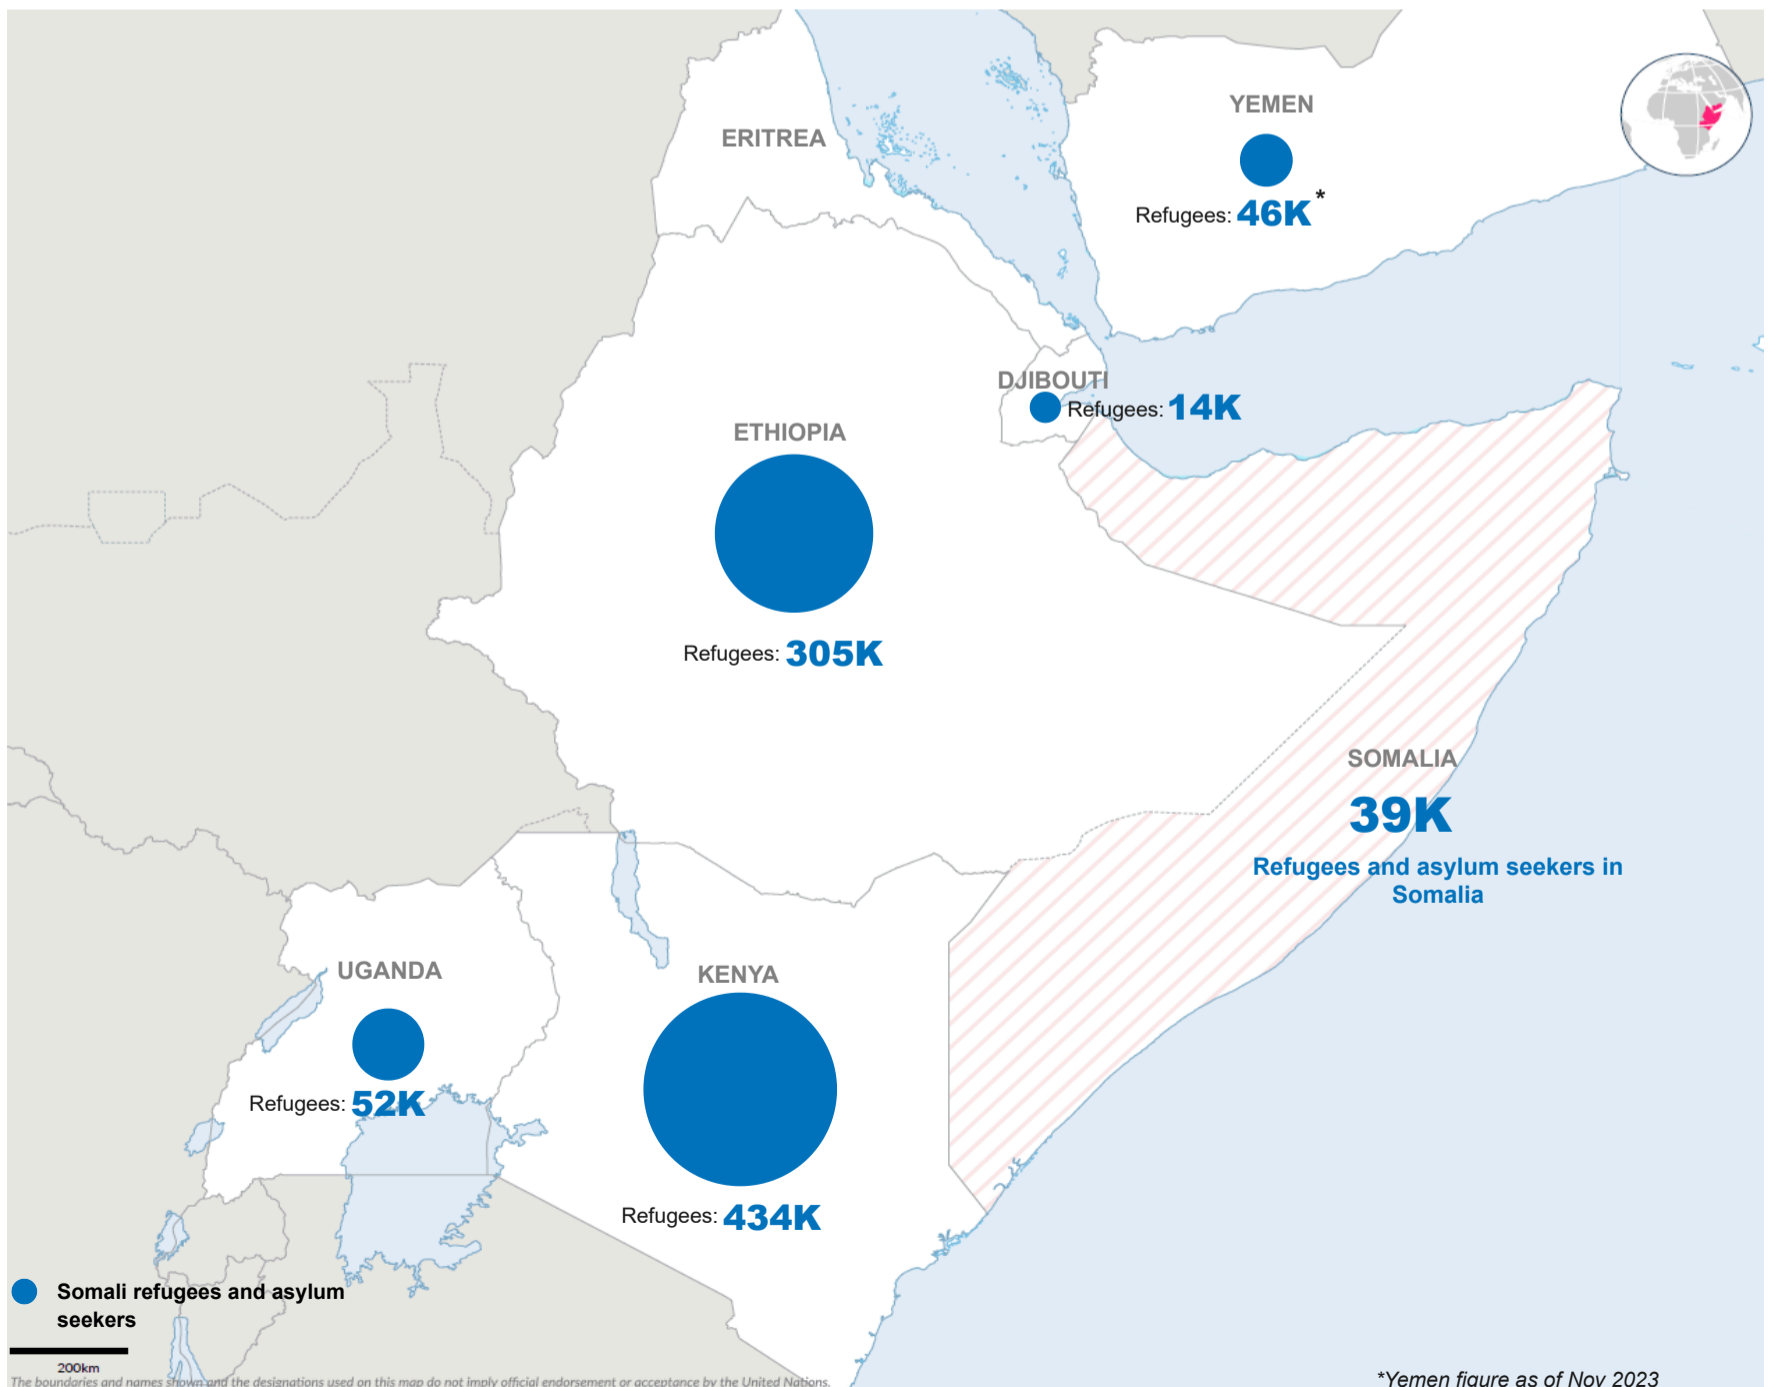 YEMEN
ERITREA
Refugees: 46K*
DJIBOUTI
Refugees: 14K
ETHIOPIA
Refugees: 305K
SOMALIA
39K
Refugees and asylum seekers in
Somalia
UGANDA
KENYA
Refugees: 52K
Refugees: 434K
Somali refugees and asylum
seekers
200km
The boundaries and names shown and the designations used on this map do not imply official endorsement or acceptance by the United Nations.
*Yemen figure as of Nov 2023